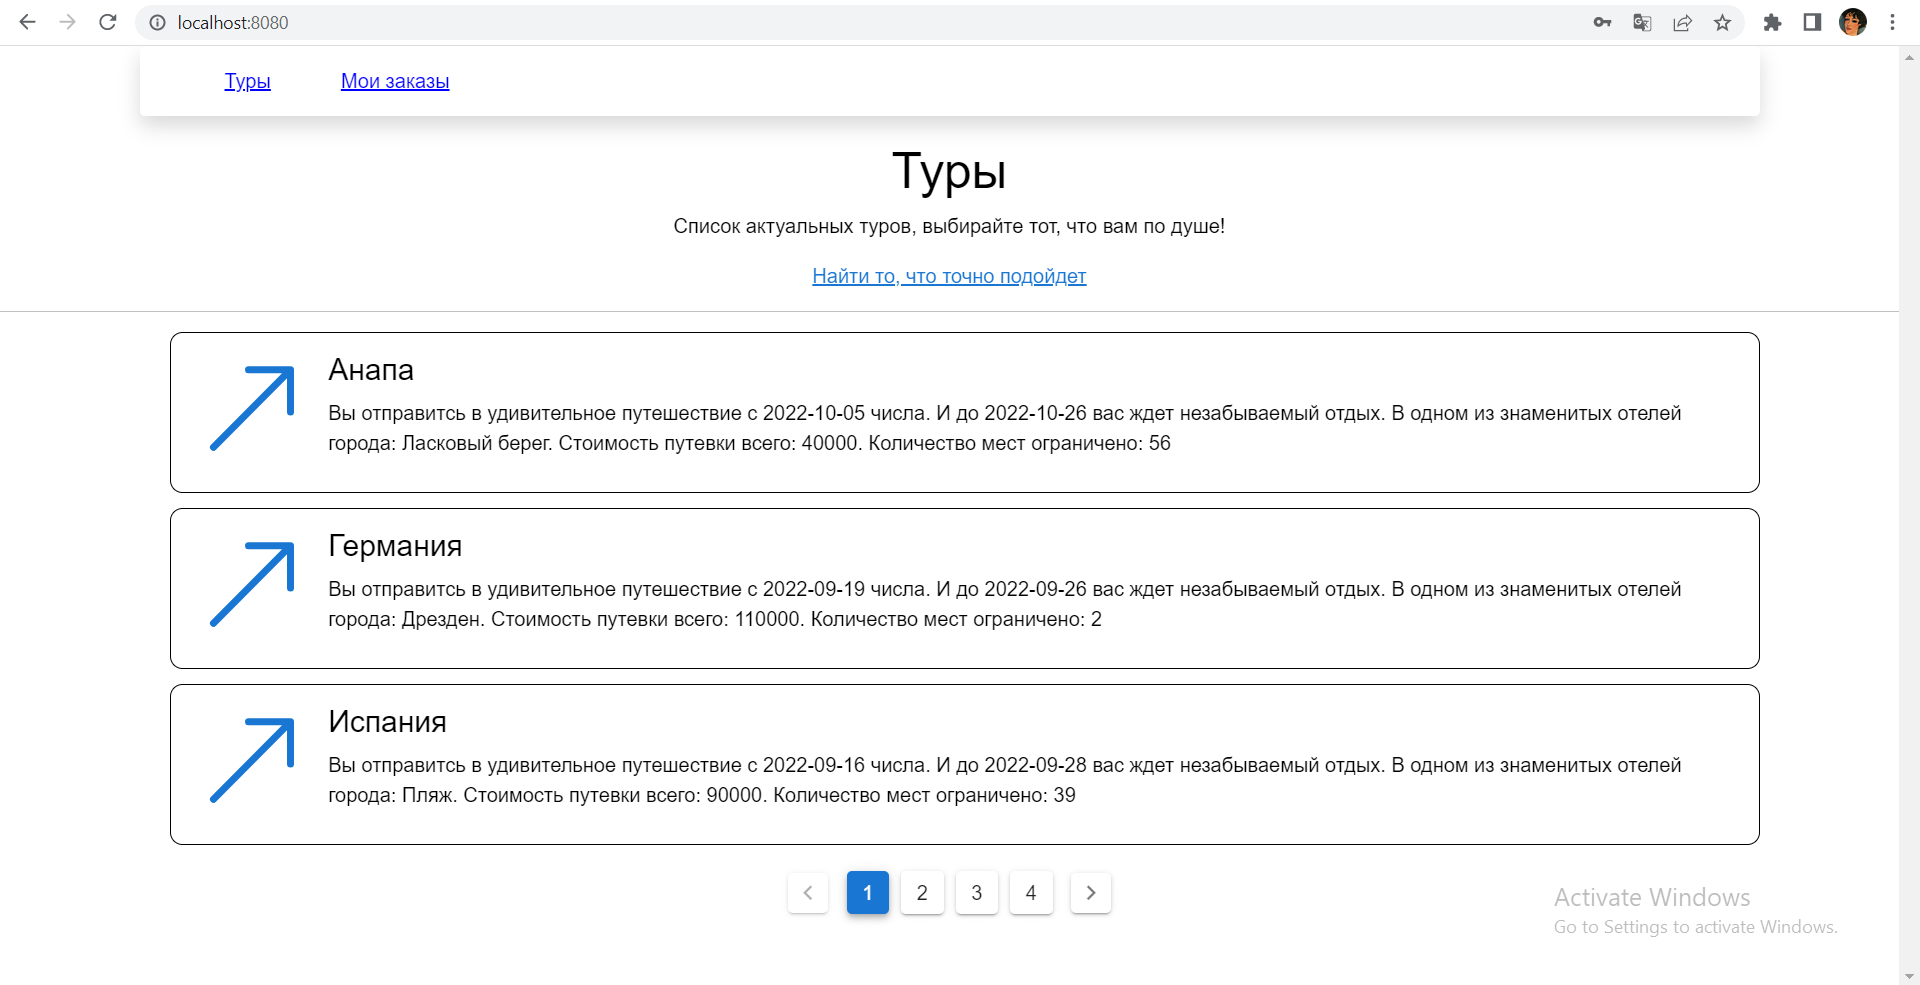 localhost:8080
Туры Мои заказы
Туры
Список актуальных туров, выбирайте тот, что вам по душе!
Найти то, что точно подойдет
Анапа
Вы отправитсь в удивительное путешествие с 2022-10-05 числа. И до 2022-10-26 вас ждет незабываемый отдых. В одном из знаменитых отелей
города: Ласковый берег. Стоимость путевки всего: 40000. Количество мест ограничено: 56
Германия
Вы отправитсь в удивительное путешествие с 2022-09-19 числа. И до 2022-09-26 вас ждет незабываемый отдых. В одном из знаменитых отелей
города: Дрезден. Стоимость путевки всего: 110000. Количество мест ограничено: 2
Испания
Вы отправитсь в удивительное путешествие с 2022-09-16 числа. И до 2022-09-28 вас ждет незабываемый отдых. В одном из знаменитых отелей
города: Пляж. Стоимость путевки всего: 90000. Количество мест ограничено: 39
1 2 3 4
Activate Windows
Go to Settings to activate Windows.